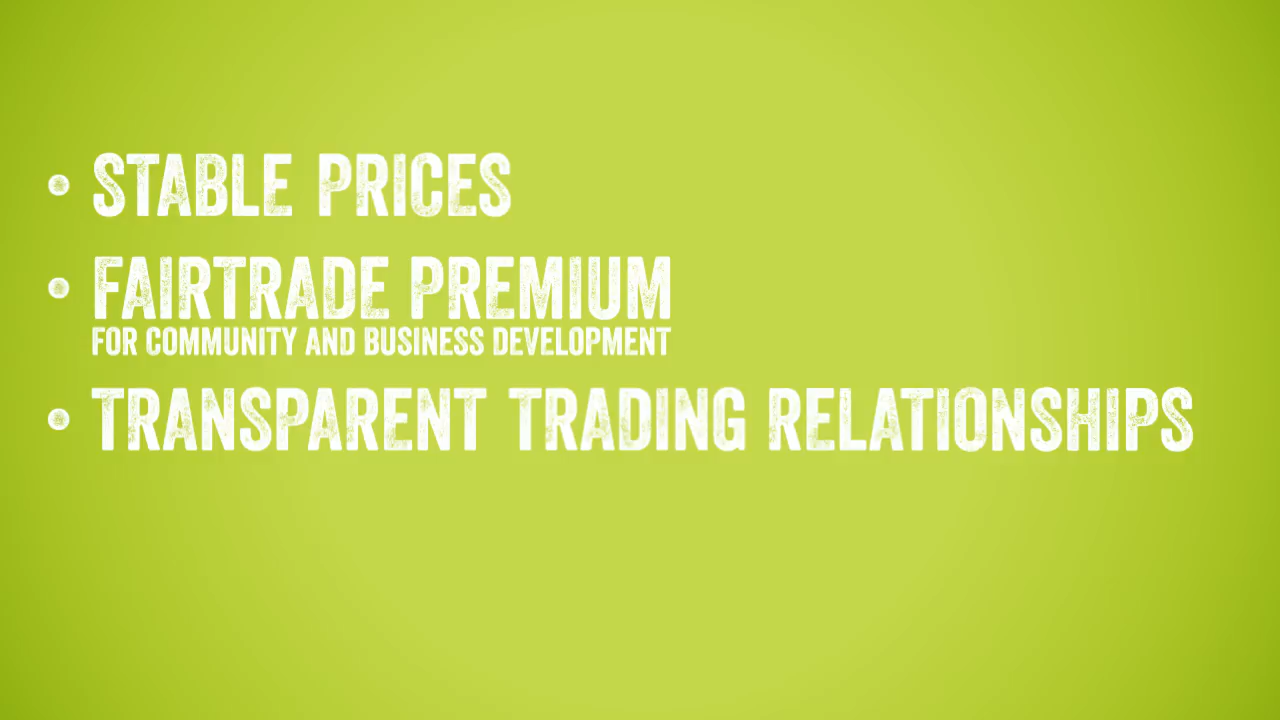 • STABLE PRICES
• FAIRTRADE PREMIUM
FOR COMMUNITY AND BUSINESS DEVELOPMENT
• TRANSPARENT TRADING RELATIONSHIPS